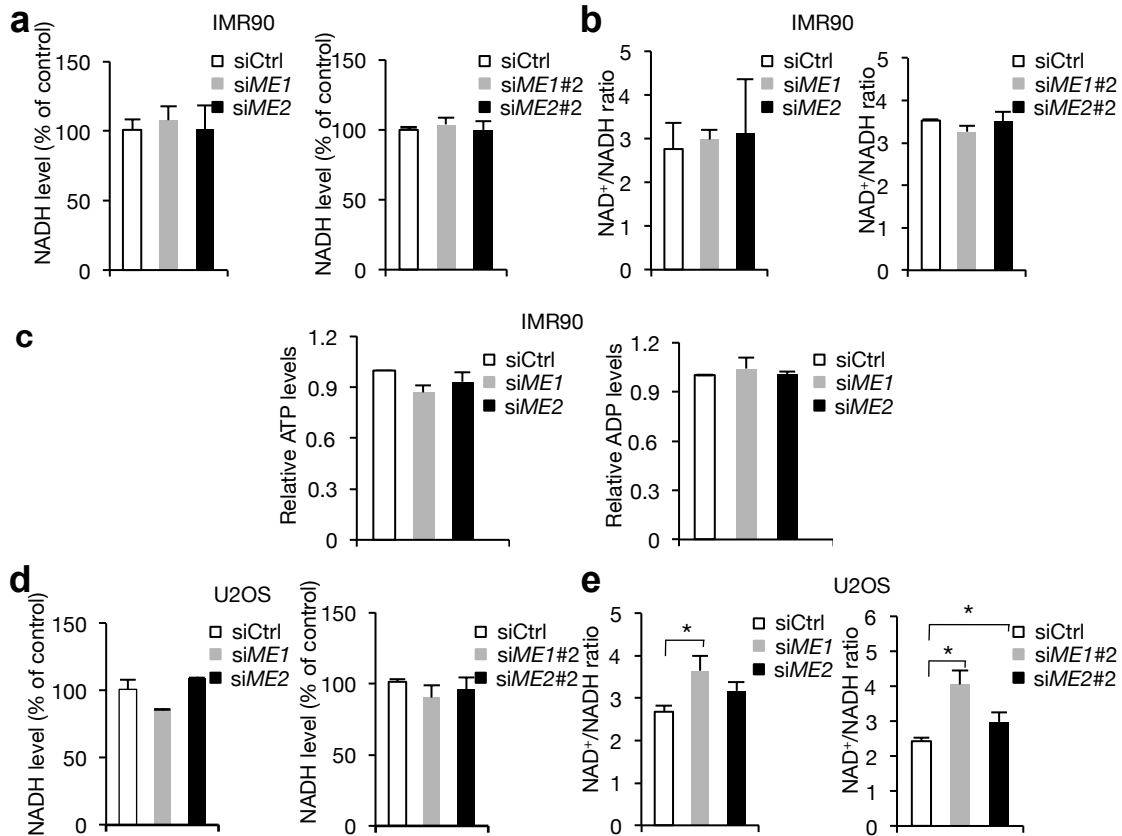 a
IMR90
NADH level (% of control)
150
100
50
0
siCtrl
siME1
siME2
NADH level (% of control)
150
100
50
0
siCtrl
siME1#2
siME2#2
b
IMR90
NAD+/NADH ratio
5
4
3
2
1
0
siCtrl
siME1
siME2
NAD+/NADH ratio
5
4
3
2
1
0
siCtrl
siME1#2
siME2#2
c
IMR90
Relative ATP levels
1.2
0.9
0.6
0.3
0
siCtrl
siME1
siME2
Relative ADP levels
1.2
0.9
0.6
0.3
0
siCtrl
siME1
siME2
d
U2OS
NADH level (% of control)
150
100
50
0
siCtrl
siME1
siME2
NADH level (% of control)
150
100
50
0
siCtrl
siME1#2
siME2#2
e
U2OS
NAD+/NADH ratio
5
4
3
2
1
0
*
siCtrl
siME1
siME2
NAD+/NADH ratio
6
5
4
3
2
1
0
*
*
siCtrl
siME1#2
siME2#2